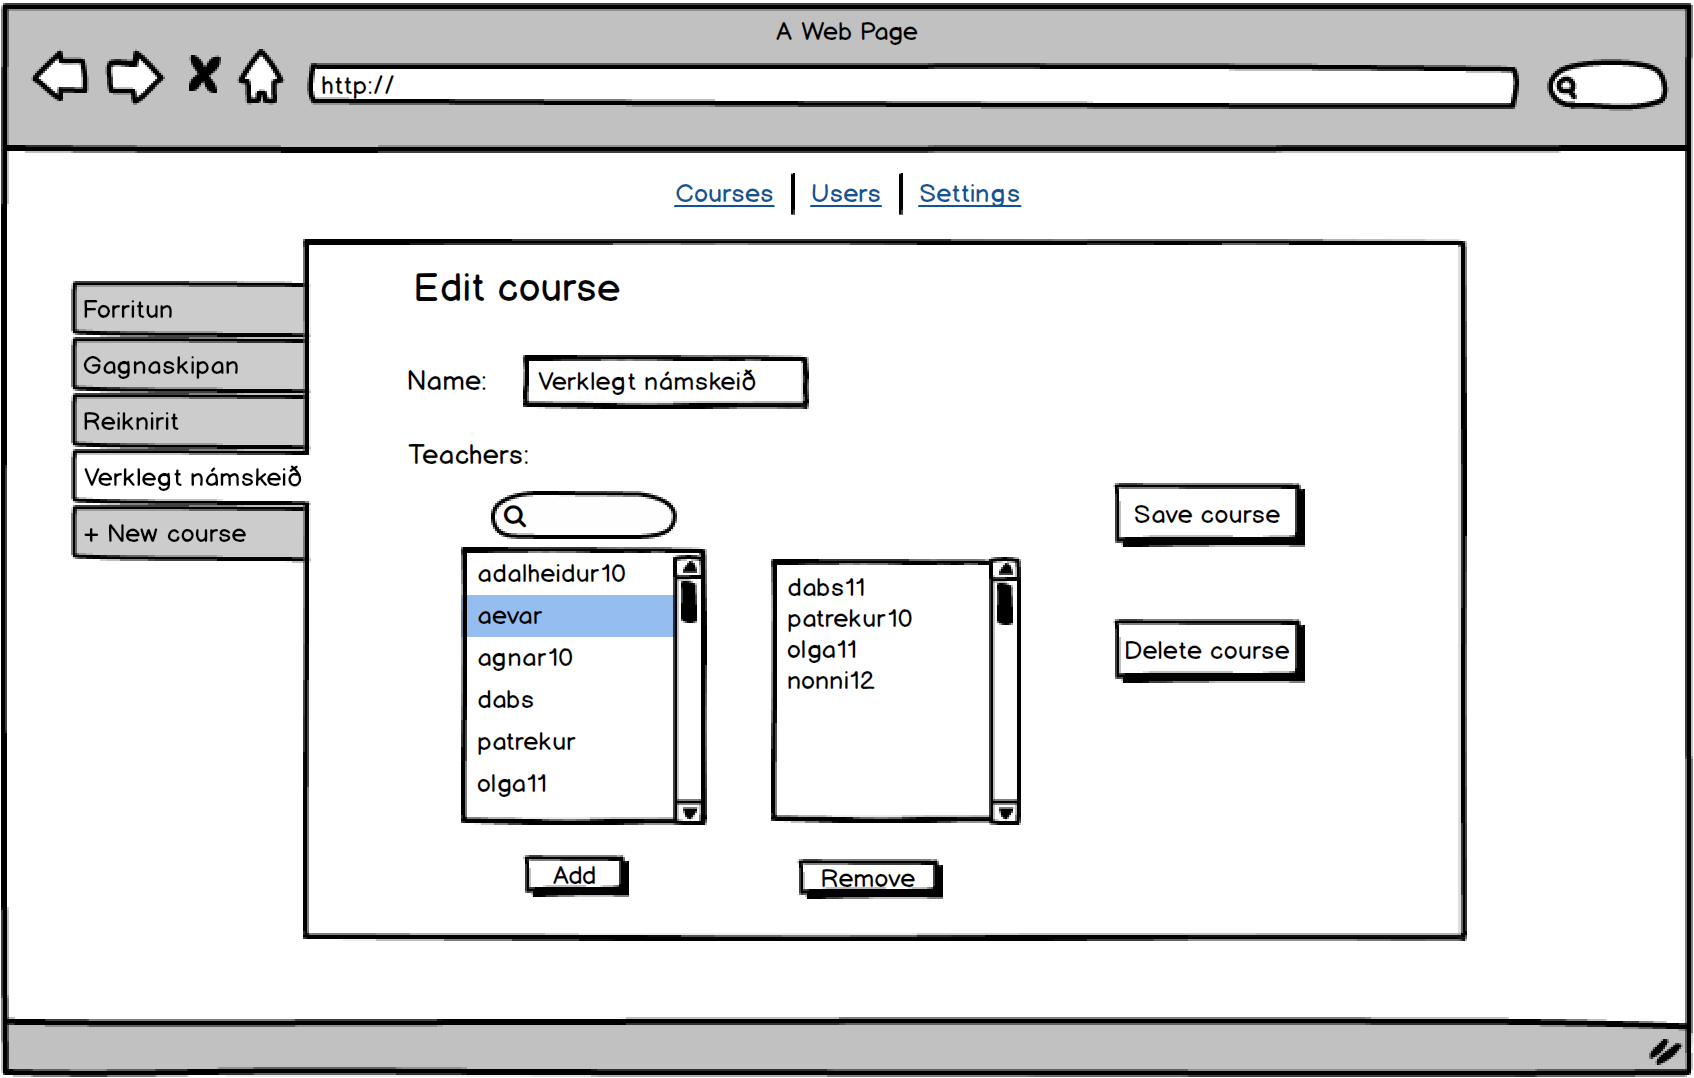 A Web Page
http://
Courses
Users
Settings
Forritun
Gagnaskipan
Reiknirit
Verklegt námskeið
+ New course
Edit course
Name:
Verklegt námskeið
Teachers:
adalheidur10
aevar
agnar10
dabs
patrekur
olga11
Add
dabs11
patrekur10
olga11
nonni12
Remove
Save course
Delete course